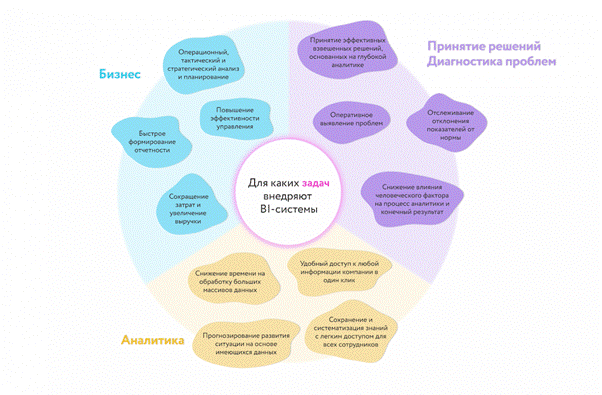 Бизнес
Операционный,
тактический и
стратегический анализ
и планирование
Повышение
эффективности
управления
Быстрое
формирование
отчетности
Сокращение
затрат и
увеличение
выручки
Принятие решений
Диагностика проблем
Принятие эффективных
взвешенных решений,
основанных на глубокой
аналитике
Оперативное
выявление проблем
Отслеживание
отклонения
показателей от
нормы
Снижение влияния
человеческого фактора
на процесс аналитики и
конечный результат
Для каких задач
внедряют
BI-системы
Аналитика
Снижение времени на
обработку больших
массивов данных
Удобный доступ к любой
информации компании в
один клик
Прогнозирование развития
ситуации на основе
имеющихся данных
Сохранение и
систематизация знаний
с легким доступом для
всех сотрудников